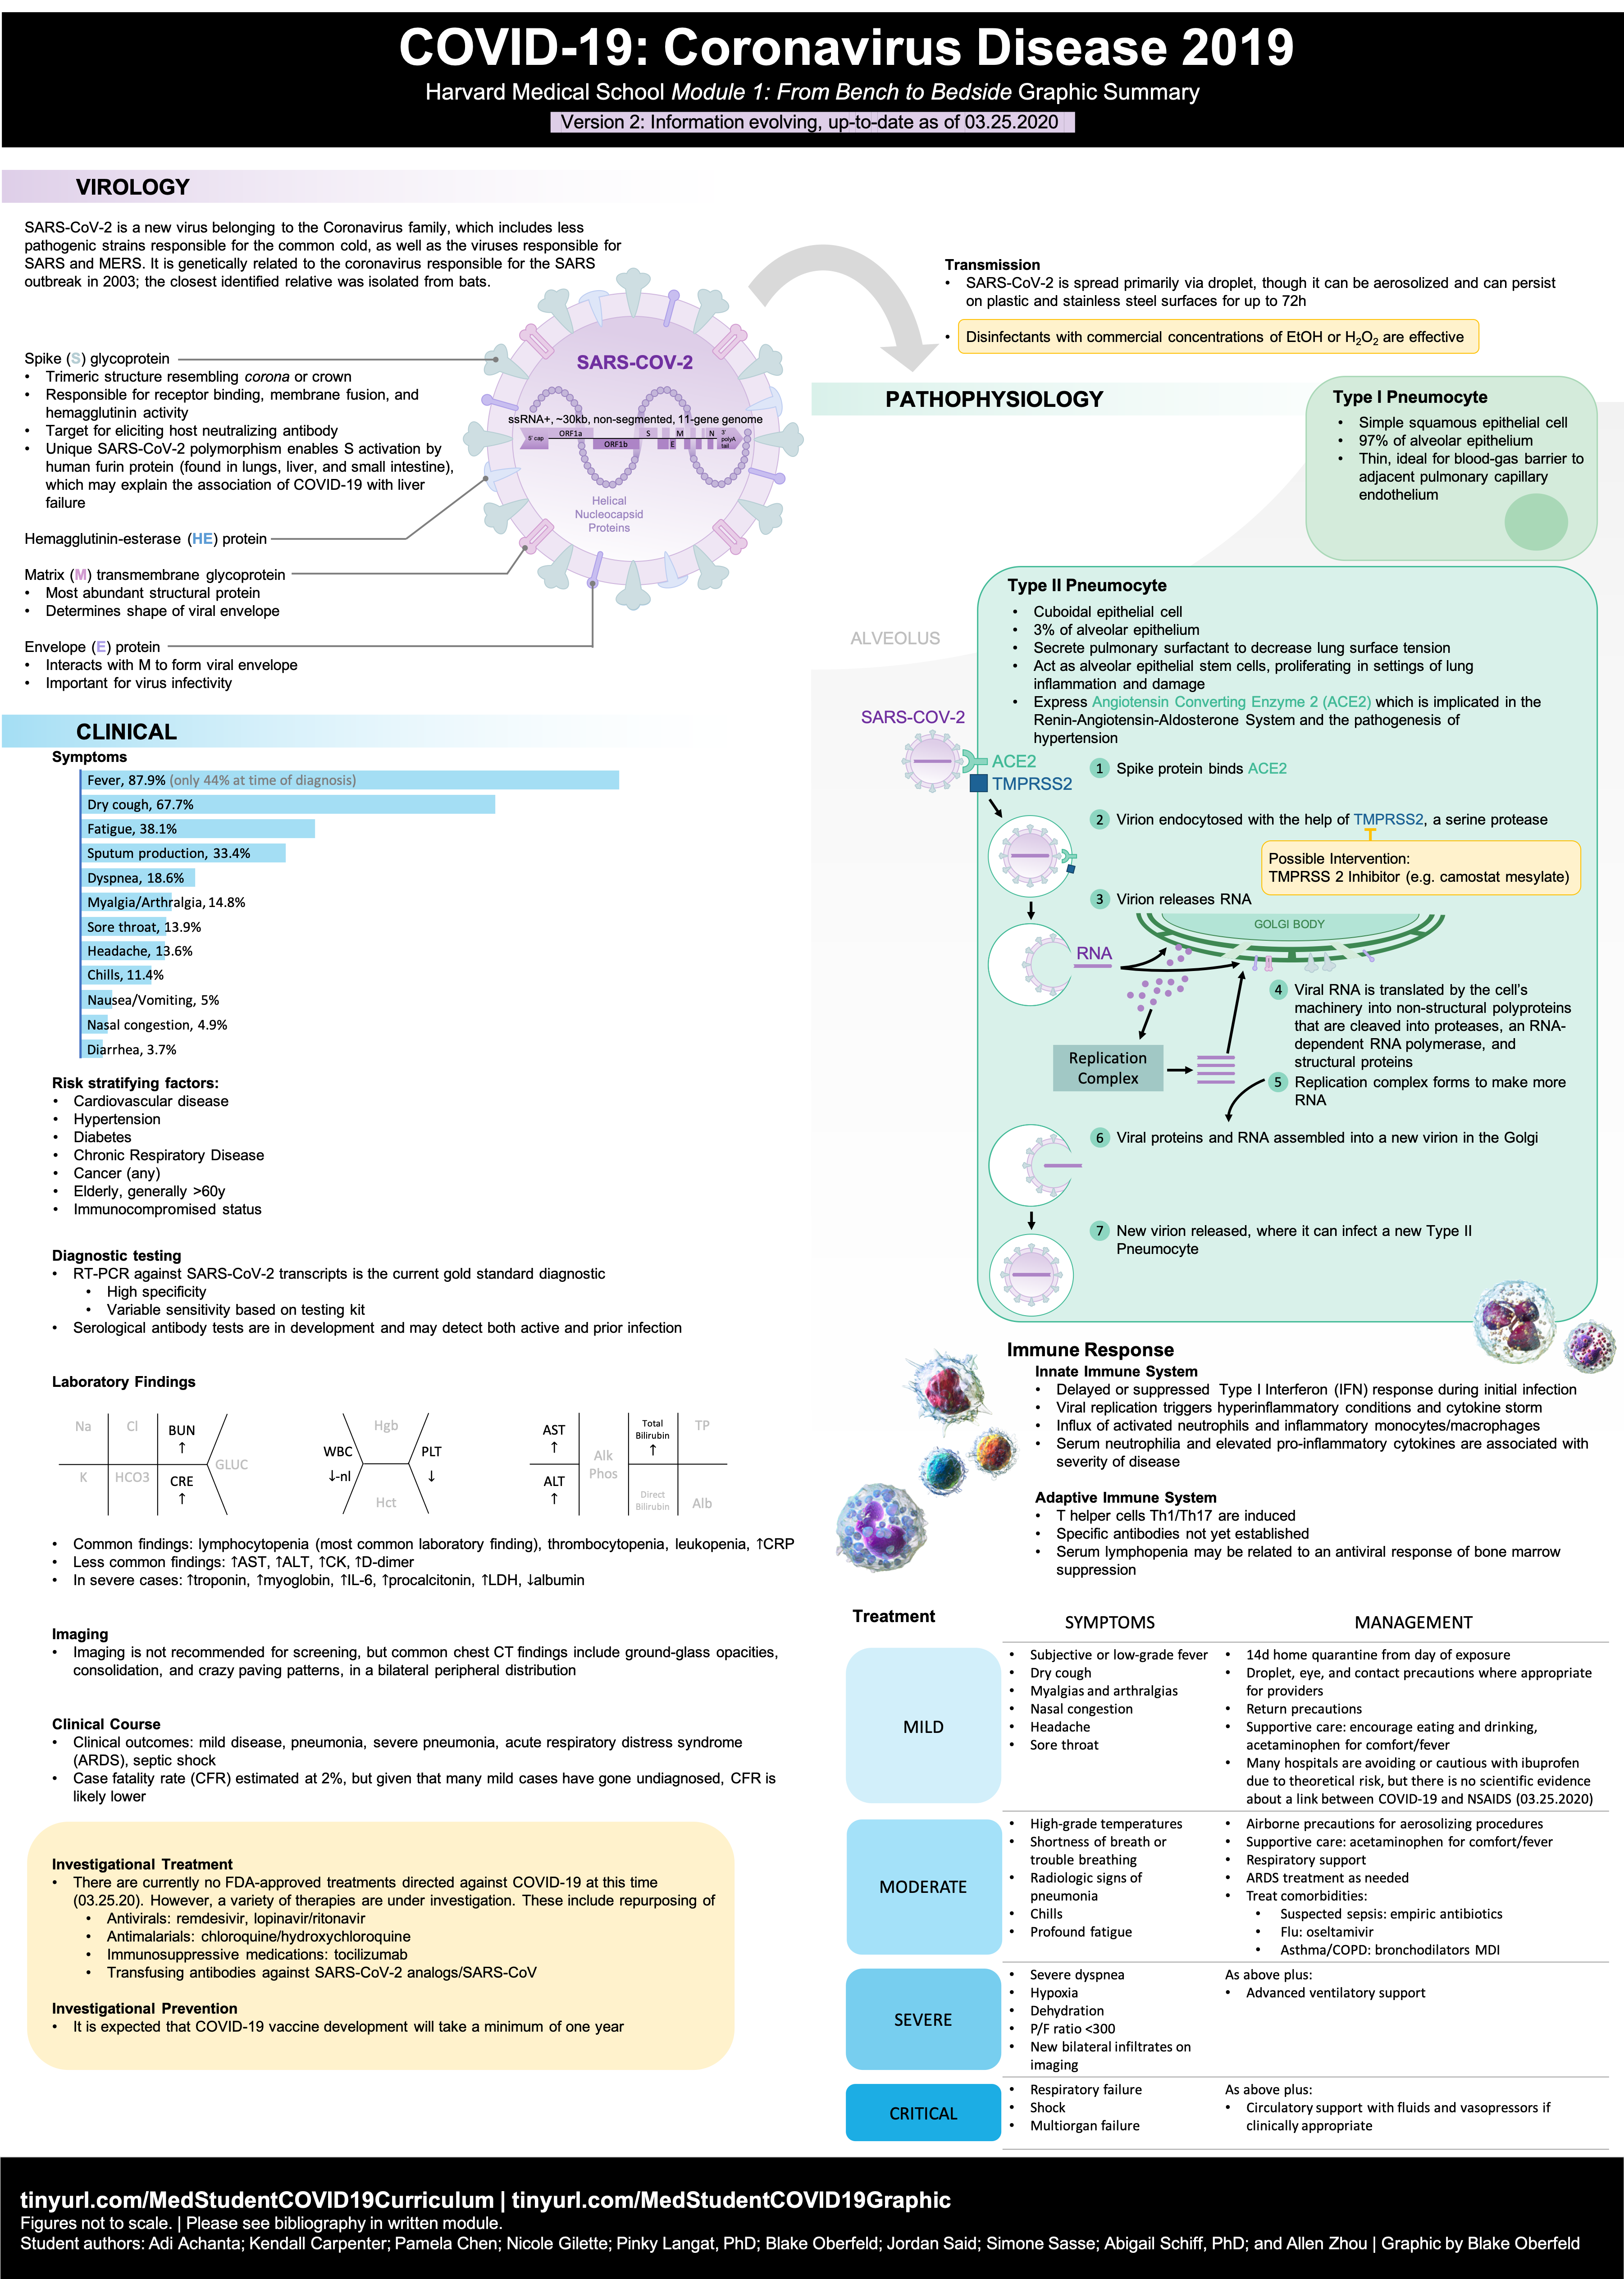 COVID-19: Coronavirus Disease 2019
Harvard Medical School Module 1: From Bench to Bedside Graphic Summary
Version 2: Information evolving, up-to-date as of 03.25.2020
VIROLOGY
SARS-CoV-2 is a new virus belonging to the Coronavirus family, which includes less
pathogenic strains responsible for the common cold, as well as the viruses responsible for
SARS and MERS. It is genetically related to the coronavirus responsible for the SARS
outbreak in 2003; the closest identified relative was isolated from bats.
Spike (S) glycoprotein
• Trimeric structure resembling corona or crown
• Responsible for receptor binding, membrane fusion, and
hemagglutinin activity
• Target for eliciting host neutralizing antibody
• Unique SARS-CoV-2 polymorphism enables S activation by
human furin protein (found in lungs, liver, and small intestine),
which may explain the association of COVID-19 with liver
failure
Hemagglutinin-esterase (HE) protein
Matrix (M) transmembrane glycoprotein
• Most abundant structural protein
• Determines shape of viral envelope
Envelope (E) protein
• Interacts with M to form viral envelope
• Important for virus infectivity
SARS-COV-2
ssRNA+, ~30kb, non-segmented, 11-gene genome
5' cap ORF1a ORF1b S E M N 3' polyA tail
Helical
Nucleocapsid
Proteins
Transmission
• SARS-CoV-2 is spread primarily via droplet, though it can be aerosolized and can persist
on plastic and stainless steel surfaces for up to 72h
• Disinfectants with commercial concentrations of EtOH or H2O2 are effective
PATHOPHYSIOLOGY
Type I Pneumocyte
• Simple squamous epithelial cell
• 97% of alveolar epithelium
• Thin, ideal for blood-gas barrier to
adjacent pulmonary capillary
endothelium
ALVEOLUS
Type II Pneumocyte
• Cuboidal epithelial cell
• 3% of alveolar epithelium
• Secrete pulmonary surfactant to decrease lung surface tension
• Act as alveolar epithelial stem cells, proliferating in settings of lung
inflammation and damage
• Express Angiotensin Converting Enzyme 2 (ACE2) which is implicated in the
Renin-Angiotensin-Aldosterone System and the pathogenesis of
hypertension
SARS-COV-2
ACE2
TMPRSS2
1 Spike protein binds ACE2
2 Virion endocytosed with the help of TMPRSS2, a serine protease
Possible Intervention:
TMPRSS 2 Inhibitor (e.g. camostat mesylate)
3 Virion releases RNA
GOLGI BODY
RNA
4 Viral RNA is translated by the cell's
machinery into non-structural polyproteins
that are cleaved into proteases, an RNA-
dependent RNA polymerase, and
structural proteins
Replication
Complex
5 Replication complex forms to make more
RNA
6 Viral proteins and RNA assembled into a new virion in the Golgi
7 New virion released, where it can infect a new Type II
Pneumocyte
CLINICAL
Symptoms
Fever, 87.9% (only 44% at time of diagnosis)
Dry cough, 67.7%
Fatigue, 38.1%
Sputum production, 33.4%
Dyspnea, 18.6%
Myalgia/Arthralgia, 14.8%
Sore throat, 13.9%
Headache, 13.6%
Chills, 11.4%
Nausea/Vomiting, 5%
Nasal congestion, 4.9%
Diarrhea, 3.7%
Risk stratifying factors:
• Cardiovascular disease
• Hypertension
• Diabetes
• Chronic Respiratory Disease
• Cancer (any)
• Elderly, generally >60y
• Immunocompromised status
Diagnostic testing
• RT-PCR against SARS-CoV-2 transcripts is the current gold standard diagnostic
• High specificity
• Variable sensitivity based on testing kit
• Serological antibody tests are in development and may detect both active and prior infection
Laboratory Findings
Na Cl BUN ↑ GLUC
K HCO3 CRE ↑
WBC ↓-nl Hgb PLT ↓
Hct
AST ↑ Alk Phos Total Bilirubin ↑ TP
ALT ↑ Direct Bilirubin Alb
• Common findings: lymphocytopenia (most common laboratory finding), thrombocytopenia, leukopenia, ↑CRP
• Less common findings: ↑AST, ↑ALT, ↑CK, ↑D-dimer
• In severe cases: ↑troponin, ↑myoglobin, ↑IL-6, ↑procalcitonin, ↑LDH, ↓albumin
Imaging
• Imaging is not recommended for screening, but common chest CT findings include ground-glass opacities,
consolidation, and crazy paving patterns, in a bilateral peripheral distribution
Clinical Course
• Clinical outcomes: mild disease, pneumonia, severe pneumonia, acute respiratory distress syndrome
(ARDS), septic shock
• Case fatality rate (CFR) estimated at 2%, but given that many mild cases have gone undiagnosed, CFR is
likely lower
Investigational Treatment
• There are currently no FDA-approved treatments directed against COVID-19 at this time
(03.25.20). However, a variety of therapies are under investigation. These include repurposing of
• Antivirals: remdesivir, lopinavir/ritonavir
• Antimalarials: chloroquine/hydroxychloroquine
• Immunosuppressive medications: tocilizumab
• Transfusing antibodies against SARS-CoV-2 analogs/SARS-CoV
Investigational Prevention
• It is expected that COVID-19 vaccine development will take a minimum of one year
Immune Response
Innate Immune System
• Delayed or suppressed Type I Interferon (IFN) response during initial infection
• Viral replication triggers hyperinflammatory conditions and cytokine storm
• Influx of activated neutrophils and inflammatory monocytes/macrophages
• Serum neutrophilia and elevated pro-inflammatory cytokines are associated with
severity of disease
Adaptive Immune System
• T helper cells Th1/Th17 are induced
• Specific antibodies not yet established
• Serum lymphopenia may be related to an antiviral response of bone marrow
suppression
Treatment
SYMPTOMS
MANAGEMENT
MILD
• Subjective or low-grade fever
• Dry cough
• Myalgias and arthralgias
• Nasal congestion
• Headache
• Sore throat
• 14d home quarantine from day of exposure
• Droplet, eye, and contact precautions where appropriate
for providers
• Return precautions
• Supportive care: encourage eating and drinking,
acetaminophen for comfort/fever
• Many hospitals are avoiding or cautious with ibuprofen
due to theoretical risk, but there is no scientific evidence
about a link between COVID-19 and NSAIDS (03.25.2020)
MODERATE
• High-grade temperatures
• Shortness of breath or
trouble breathing
• Radiologic signs of
pneumonia
• Chills
• Profound fatigue
• Airborne precautions for aerosolizing procedures
• Supportive care: acetaminophen for comfort/fever
• Respiratory support
• ARDS treatment as needed
• Treat comorbidities:
• Suspected sepsis: empiric antibiotics
• Flu: oseltamivir
• Asthma/COPD: bronchodilators MDI
SEVERE
• Severe dyspnea
• Hypoxia
• Dehydration
• P/F ratio <300
• New bilateral infiltrates on
imaging
As above plus:
• Advanced ventilatory support
CRITICAL
• Respiratory failure
• Shock
• Multiorgan failure
As above plus:
• Circulatory support with fluids and vasopressors if
clinically appropriate
tinyurl.com/MedStudentCOVID19Curriculum | tinyurl.com/MedStudentCOVID19Graphic
Figures not to scale. | Please see bibliography in written module.
Student authors: Adi Achanta; Kendall Carpenter; Pamela Chen; Nicole Gilette; Pinky Langat, PhD; Blake Oberfeld; Jordan Said; Simone Sasse; Abigail Schiff, PhD; and Allen Zhou | Graphic by Blake Oberfeld